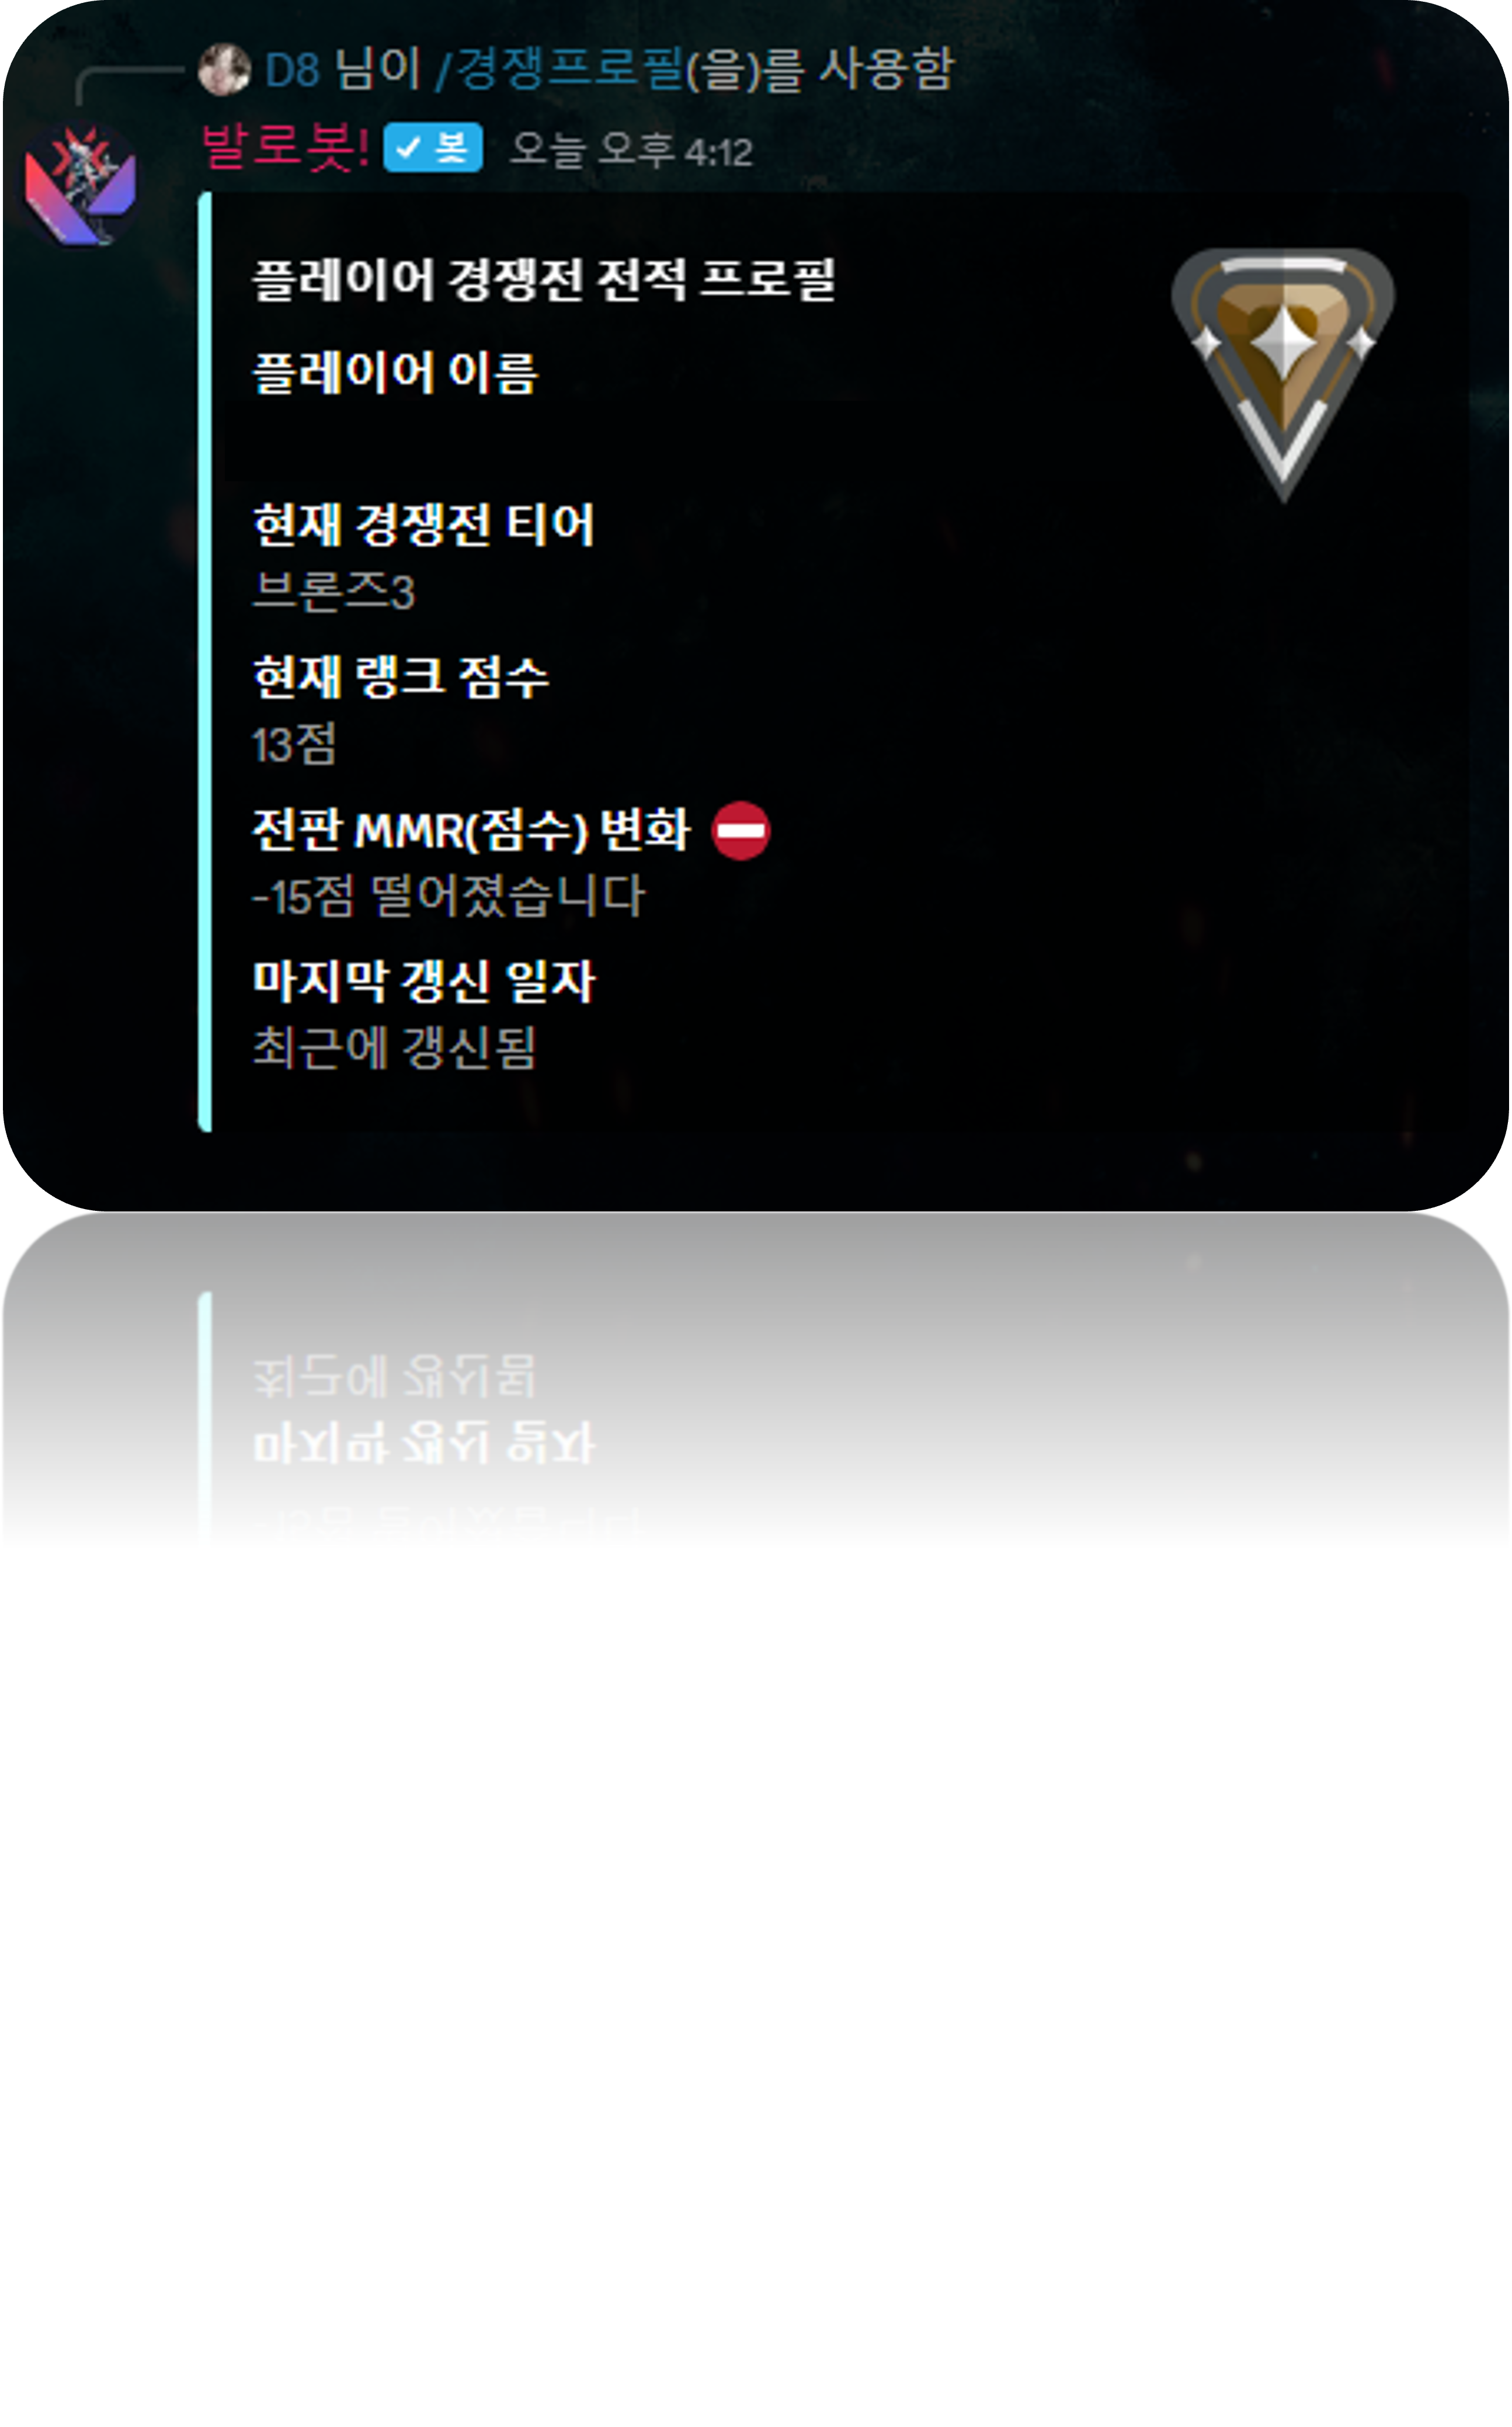 D8 님이 /경쟁프로필(을)를 사용함
발로봇! ✓ 봇 오늘 오후 4:12
플레이어 경쟁전 전적 프로필
플레이어 이름
현재 경쟁전 티어
브론즈3
현재 랭크 점수
13점
전판 MMR(점수) 변화
-15점 떨어졌습니다
마지막 갱신 일자
최근에 갱신됨